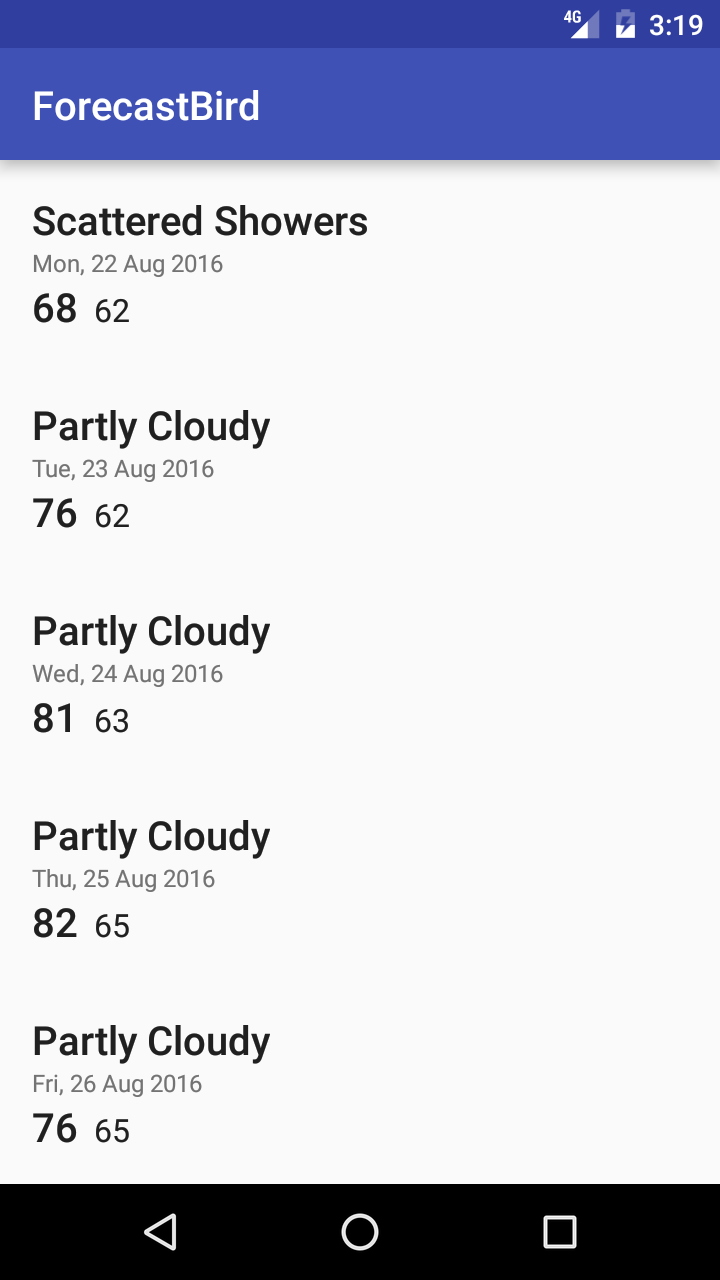 4G 3:19
ForecastBird
Scattered Showers
Mon, 22 Aug 2016
68 62
Partly Cloudy
Tue, 23 Aug 2016
76 62
Partly Cloudy
Wed, 24 Aug 2016
81 63
Partly Cloudy
Thu, 25 Aug 2016
82 65
Partly Cloudy
Fri, 26 Aug 2016
76 65